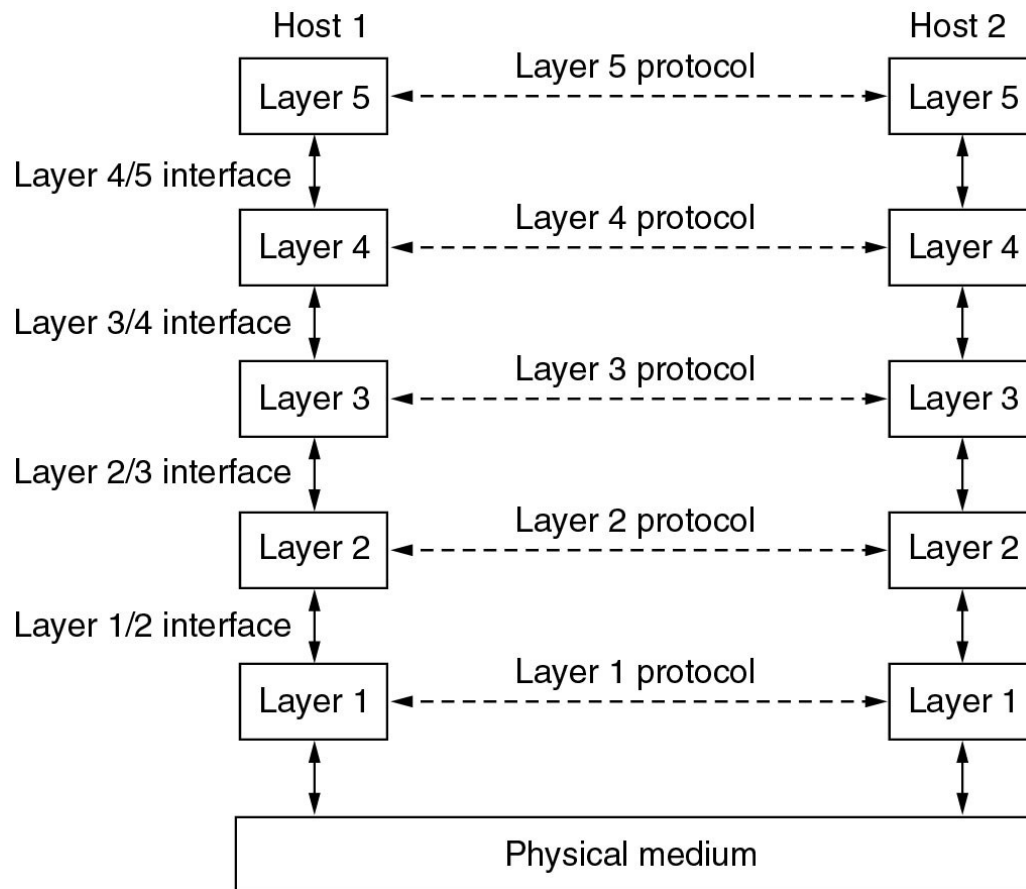 Host 1
Host 2
Layer 5 protocol
Layer 5
Layer 5
Layer 4/5 interface
Layer 4 protocol
Layer 4
Layer 4
Layer 3/4 interface
Layer 3 protocol
Layer 3
Layer 3
Layer 2/3 interface
Layer 2 protocol
Layer 2
Layer 2
Layer 1/2 interface
Layer 1 protocol
Layer 1
Layer 1
Physical medium